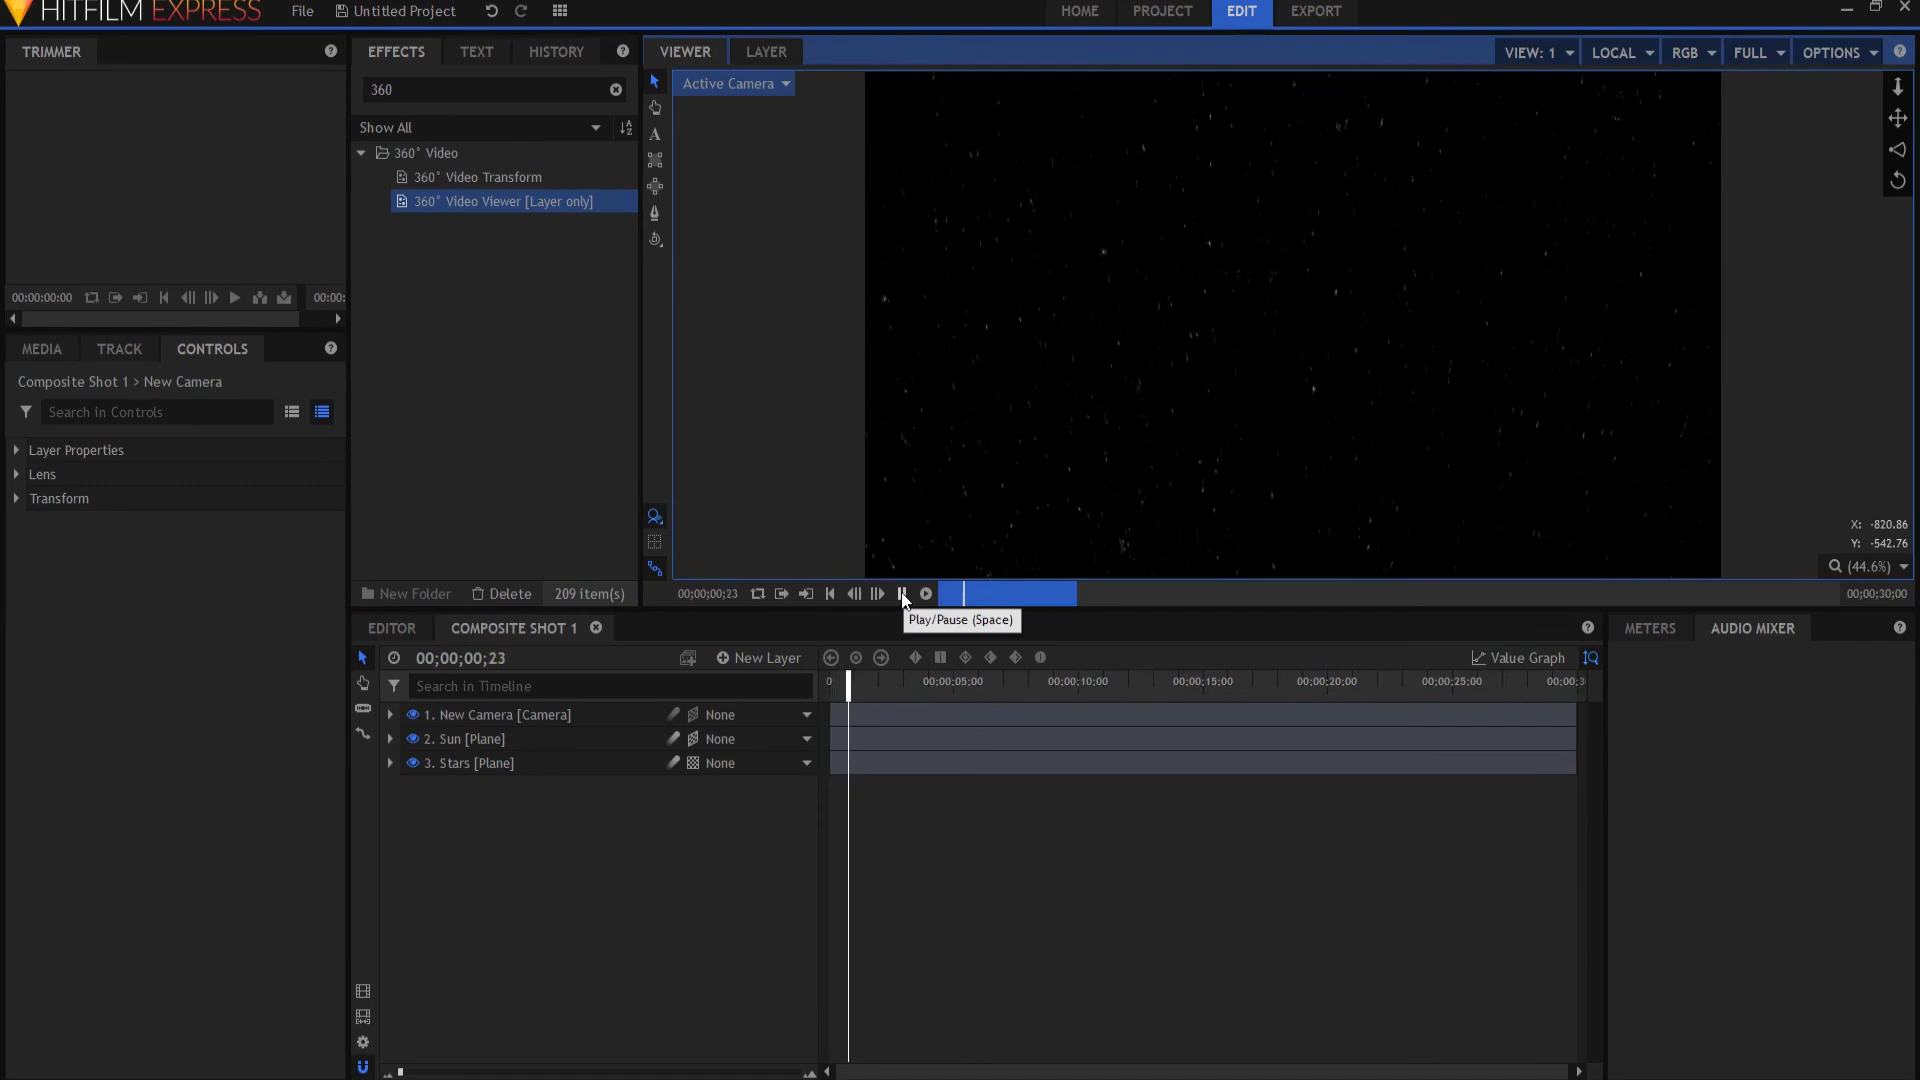 HITFILM EXPRESS
File
Untitled Project
HOME
PROJECT
EDIT
EXPORT
TRIMMER
EFFECTS
TEXT
HISTORY
VIEWER
LAYER
VIEW: 1
LOCAL
RGB
FULL
OPTIONS
360
Active Camera
Show All
360° Video
360° Video Transform
360° Video Viewer [Layer only]
00:00:00:00
00:00:
MEDIA
TRACK
CONTROLS
Composite Shot 1 > New Camera
Search in Controls
Layer Properties
Lens
Transform
X: -820.86
Y: -542.76
(44.6%)
New Folder
Delete
209 item(s)
00;00;00;23
00;00;30;00
Play/Pause (Space)
EDITOR
COMPOSITE SHOT 1
METERS
AUDIO MIXER
00;00;00;23
New Layer
Value Graph
Search in Timeline
0
00;00;05;00
00;00;10;00
00;00;15;00
00;00;20;00
00;00;25;00
00;00;3
1. New Camera [Camera]
None
2. Sun [Plane]
None
3. Stars [Plane]
None